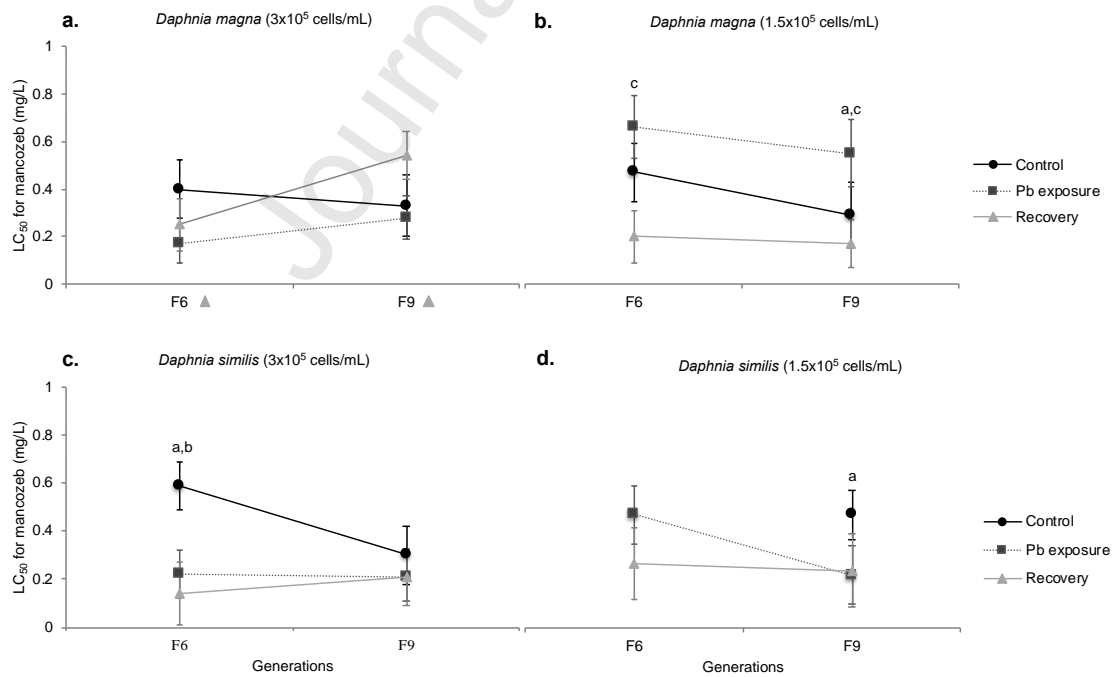 a.
Daphnia magna (3x10⁵ cells/mL)
b.
Daphnia magna (1.5x10⁵ cells/mL)
LC₅₀ for mancozeb (mg/L)
1
0.8
0.6
0.4
0.2
0
c
a,c
F6
F9
F6
F9
Control
Pb exposure
Recovery
Journa
c.
Daphnia similis (3x10⁵ cells/mL)
d.
Daphnia similis (1.5x10⁵ cells/mL)
LC₅₀ for mancozeb (mg/L)
1
0.8
0.6
0.4
0.2
0
a,b
a
F6
F9
F6
F9
Generations
Generations
Control
Pb exposure
Recovery